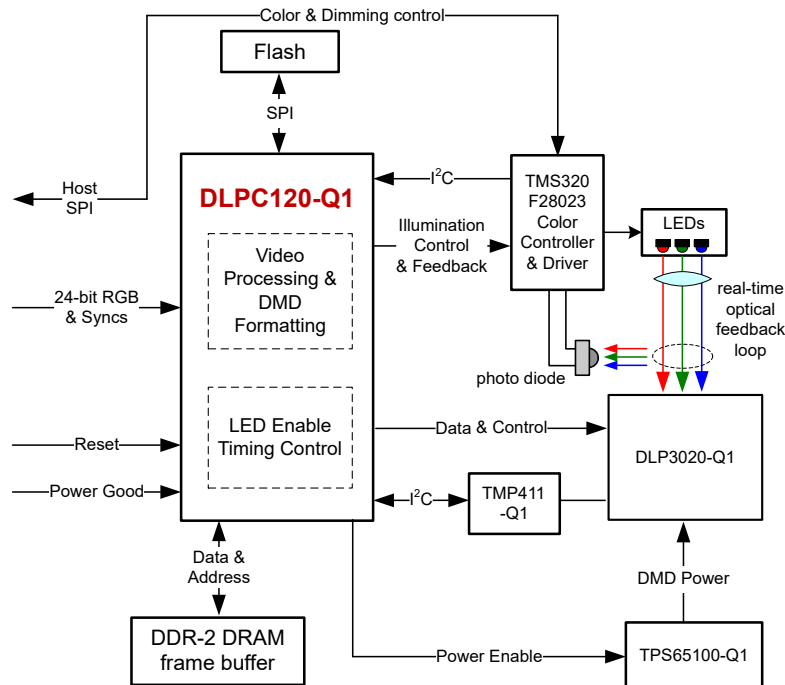 Color & Dimming control
Flash
SPI
Host
SPI
DLPC120-Q1
I²C
TMS320
F28023
Color
Controller
& Driver
LEDs
Illumination
Control
& Feedback
Video
Processing &
DMD
Formatting
24-bit RGB
& Syncs
real-time
optical
feedback
loop
photo diode
LED Enable
Timing Control
Reset
Data & Control
DLP3020-Q1
Power Good
I²C
TMP411
-Q1
Data &
Address
DMD Power
DDR-2 DRAM
frame buffer
Power Enable
TPS65100-Q1